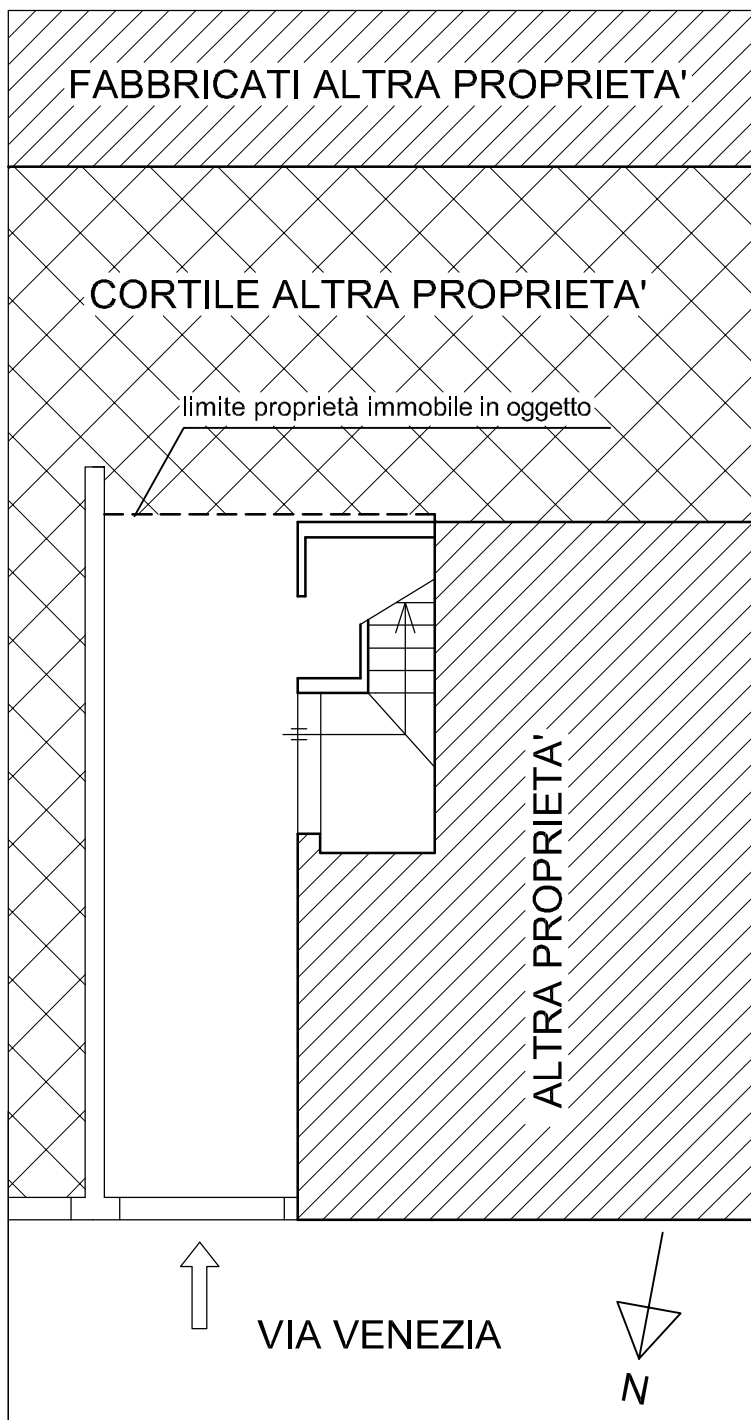 FABBRICATI ALTRA PROPRIETA'
CORTILE ALTRA PROPRIETA'
limite proprietà immobile in oggetto
ALTRA PROPRIETA'
VIA VENEZIA
N